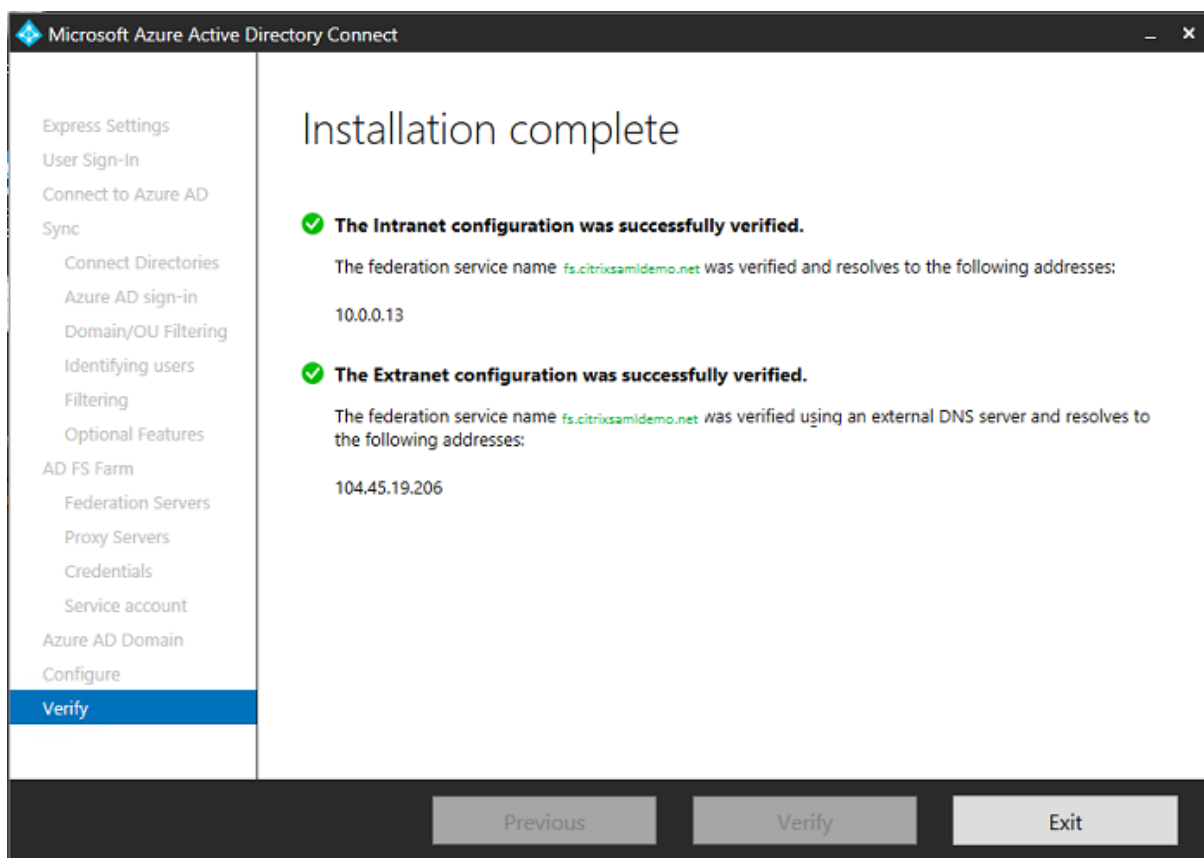 Microsoft Azure Active Directory Connect
Express Settings
User Sign-In
Connect to Azure AD
Sync
Connect Directories
Azure AD sign-in
Domain/OU Filtering
Identifying users
Filtering
Optional Features
AD FS Farm
Federation Servers
Proxy Servers
Credentials
Service account
Azure AD Domain
Configure
Verify
Installation complete
The Intranet configuration was successfully verified.
The federation service name fs.citrixsamldemo.net was verified and resolves to the following addresses:
10.0.0.13
The Extranet configuration was successfully verified.
The federation service name fs.citrixsamldemo.net was verified using an external DNS server and resolves to
the following addresses:
104.45.19.206
Previous
Verify
Exit